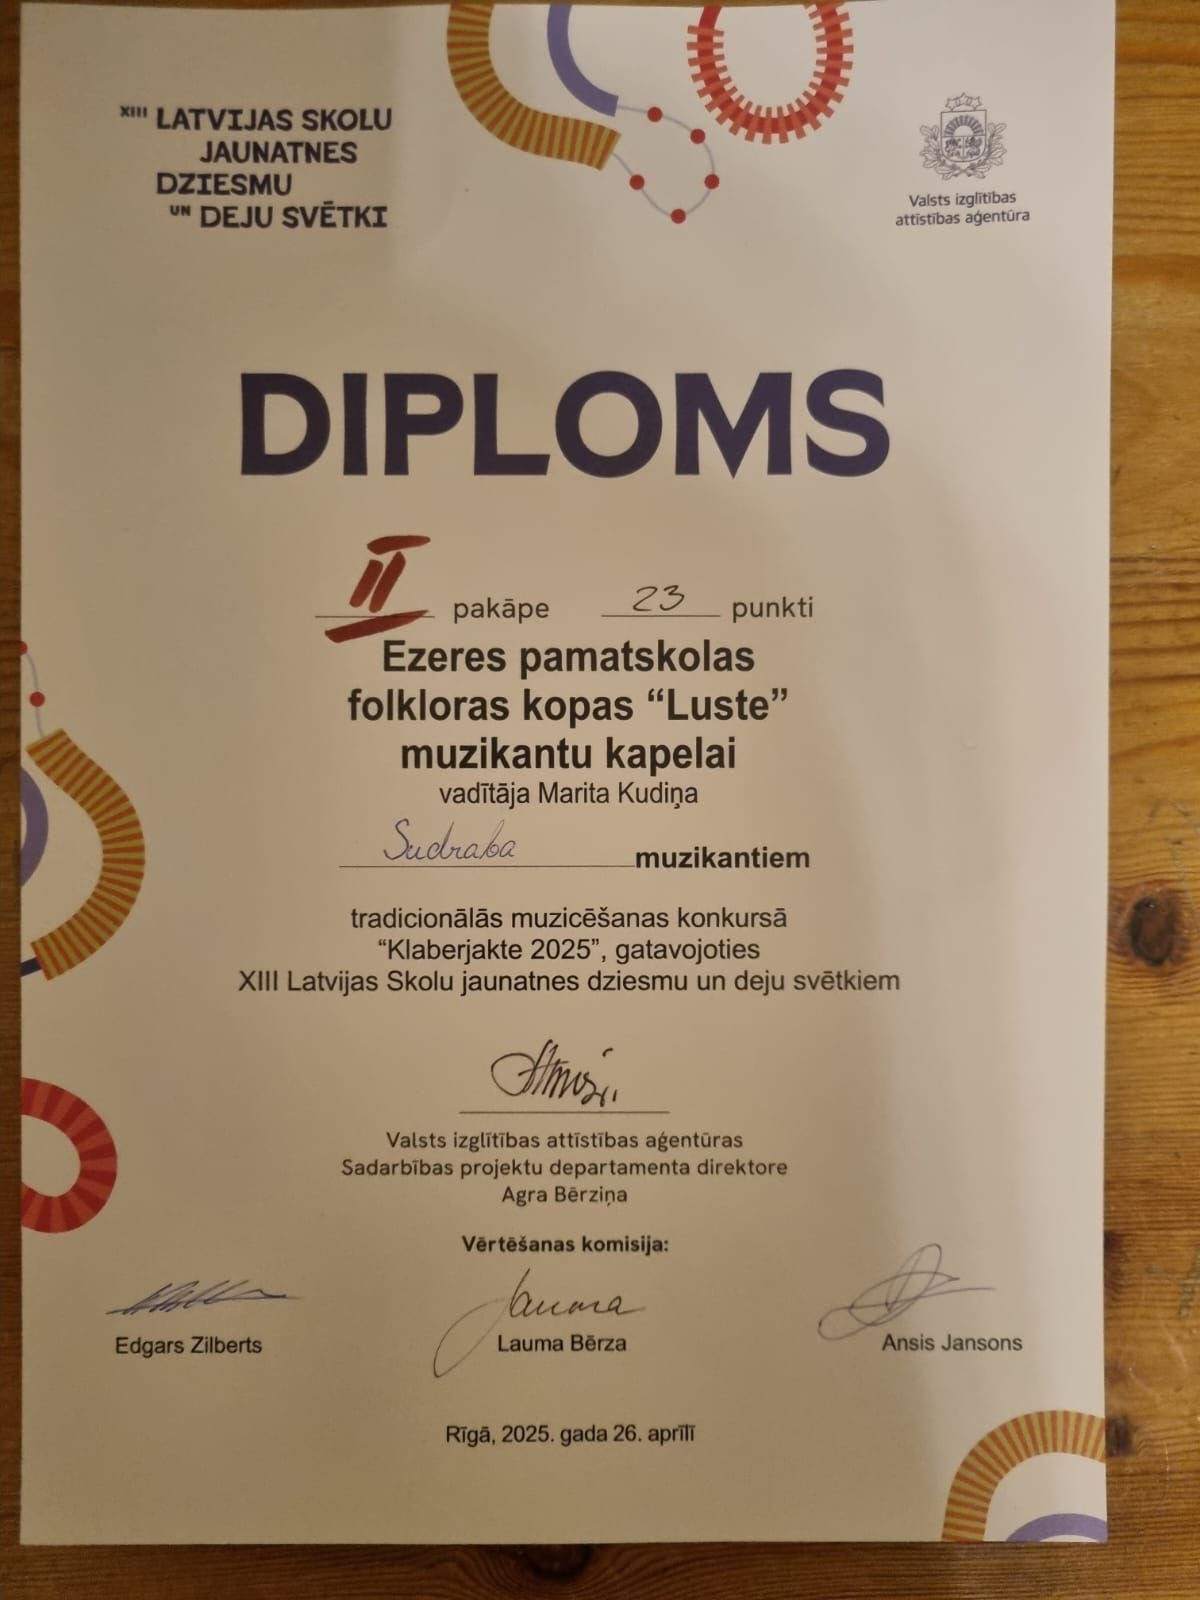 XIII LATVIJAS SKOLU
JAUNATNES
DZIESMU
UN DEJU SVĒTKI
Valsts izglītības
attīstības aģentūra
DIPLOMS
II pakāpe 23 punkti
Ezeres pamatskolas
folkloras kopas “Luste”
muzikantu kapelai
vadītāja Marita Kudiņa
Sudraba muzikantiem
tradicionālās muzicēšanas konkursā
“Klaberjakte 2025”, gatavojoties
XIII Latvijas Skolu jaunatnes dziesmu un deju svētkiem
Valsts izglītības attīstības aģentūras
Sadarbības projektu departamenta direktore
Agra Bērziņa
Vērtēšanas komisija:
Edgars Zilberts
Lauma
Lauma Bērza
Ansis Jansons
Rīgā, 2025. gada 26. aprīlī